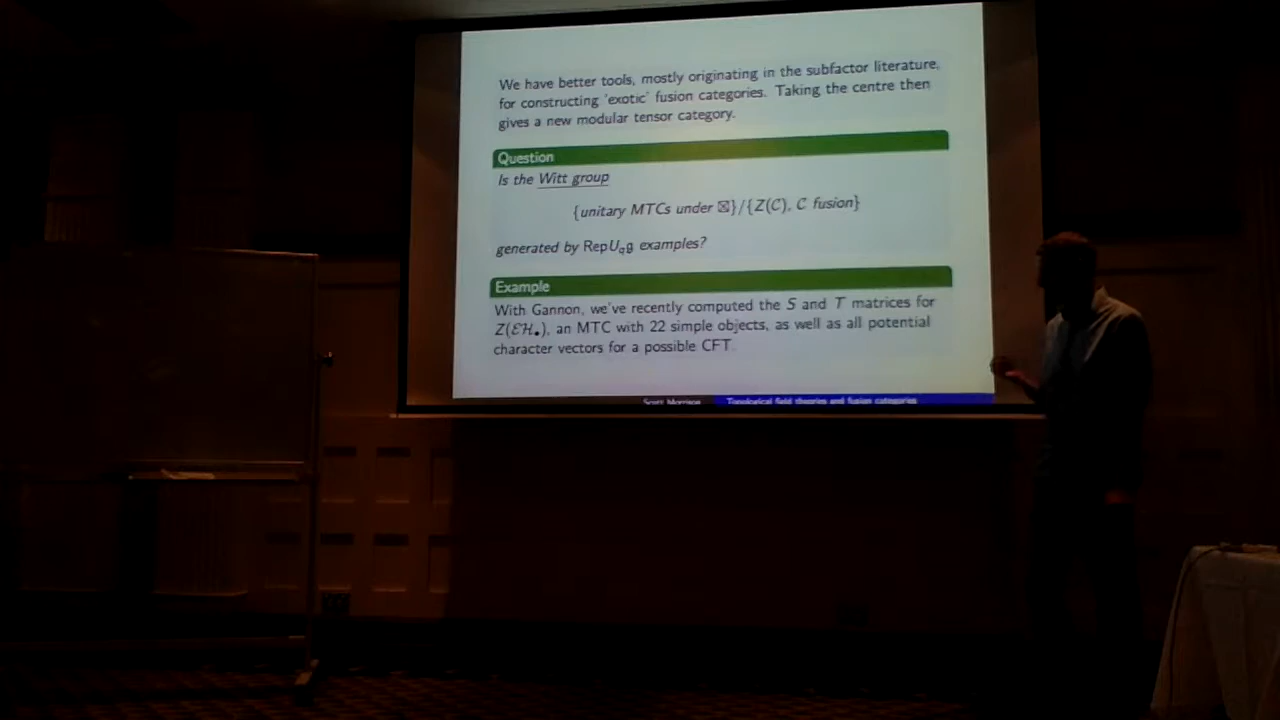 We have better tools, mostly originating in the subfactor literature,
for constructing 'exotic' fusion categories. Taking the centre then
gives a new modular tensor category.
Question
Is the Witt group
{unitary MTCs under ⊠}/{Z(C), C fusion}
generated by Rep U_q𝔤 examples?
Example
With Gannon, we've recently computed the S and T matrices for
Z(ℰℋ_•), an MTC with 22 simple objects, as well as all potential
character vectors for a possible CFT.
Scott Morrison Topological field theories and fusion categories